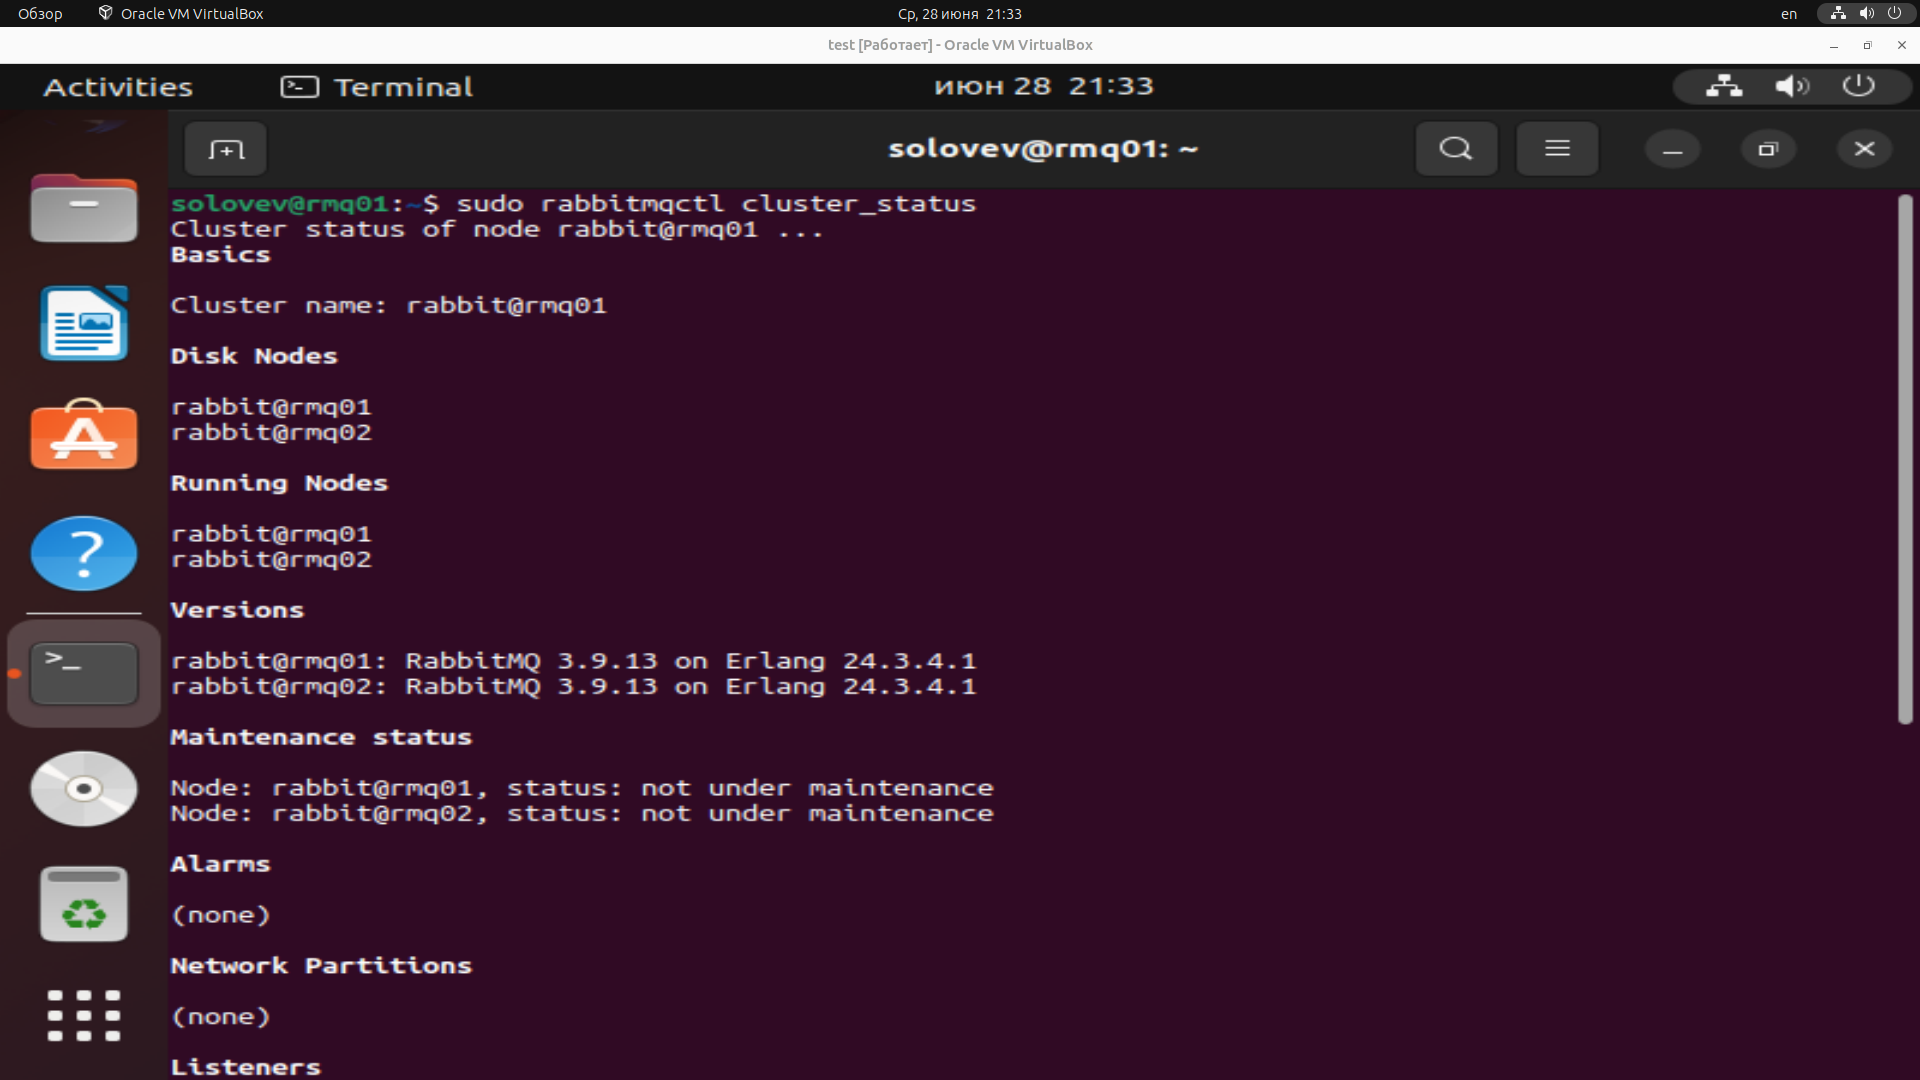 Обзор
Oracle VM VirtualBox
Ср, 28 июня 21:33
en
test [Работает] - Oracle VM VirtualBox
Activities
Terminal
июн 28 21:33
solovev@rmq01: ~
solovev@rmq01:~$ sudo rabbitmqctl cluster_status
Cluster status of node rabbit@rmq01 ...
Basics
Cluster name: rabbit@rmq01
Disk Nodes
rabbit@rmq01
rabbit@rmq02
Running Nodes
rabbit@rmq01
rabbit@rmq02
Versions
rabbit@rmq01: RabbitMQ 3.9.13 on Erlang 24.3.4.1
rabbit@rmq02: RabbitMQ 3.9.13 on Erlang 24.3.4.1
Maintenance status
Node: rabbit@rmq01, status: not under maintenance
Node: rabbit@rmq02, status: not under maintenance
Alarms
(none)
Network Partitions
(none)
Listeners